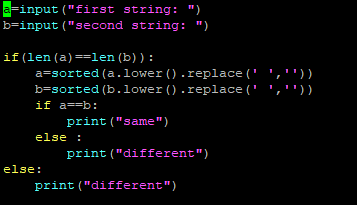 a=input("first string: ")
b=input("second string: ")

if(len(a)==len(b)):
    a=sorted(a.lower().replace(' ',''))
    b=sorted(b.lower().replace(' ',''))
    if a==b:
        print("same")
    else :
        print("different")
else:
    print("different")